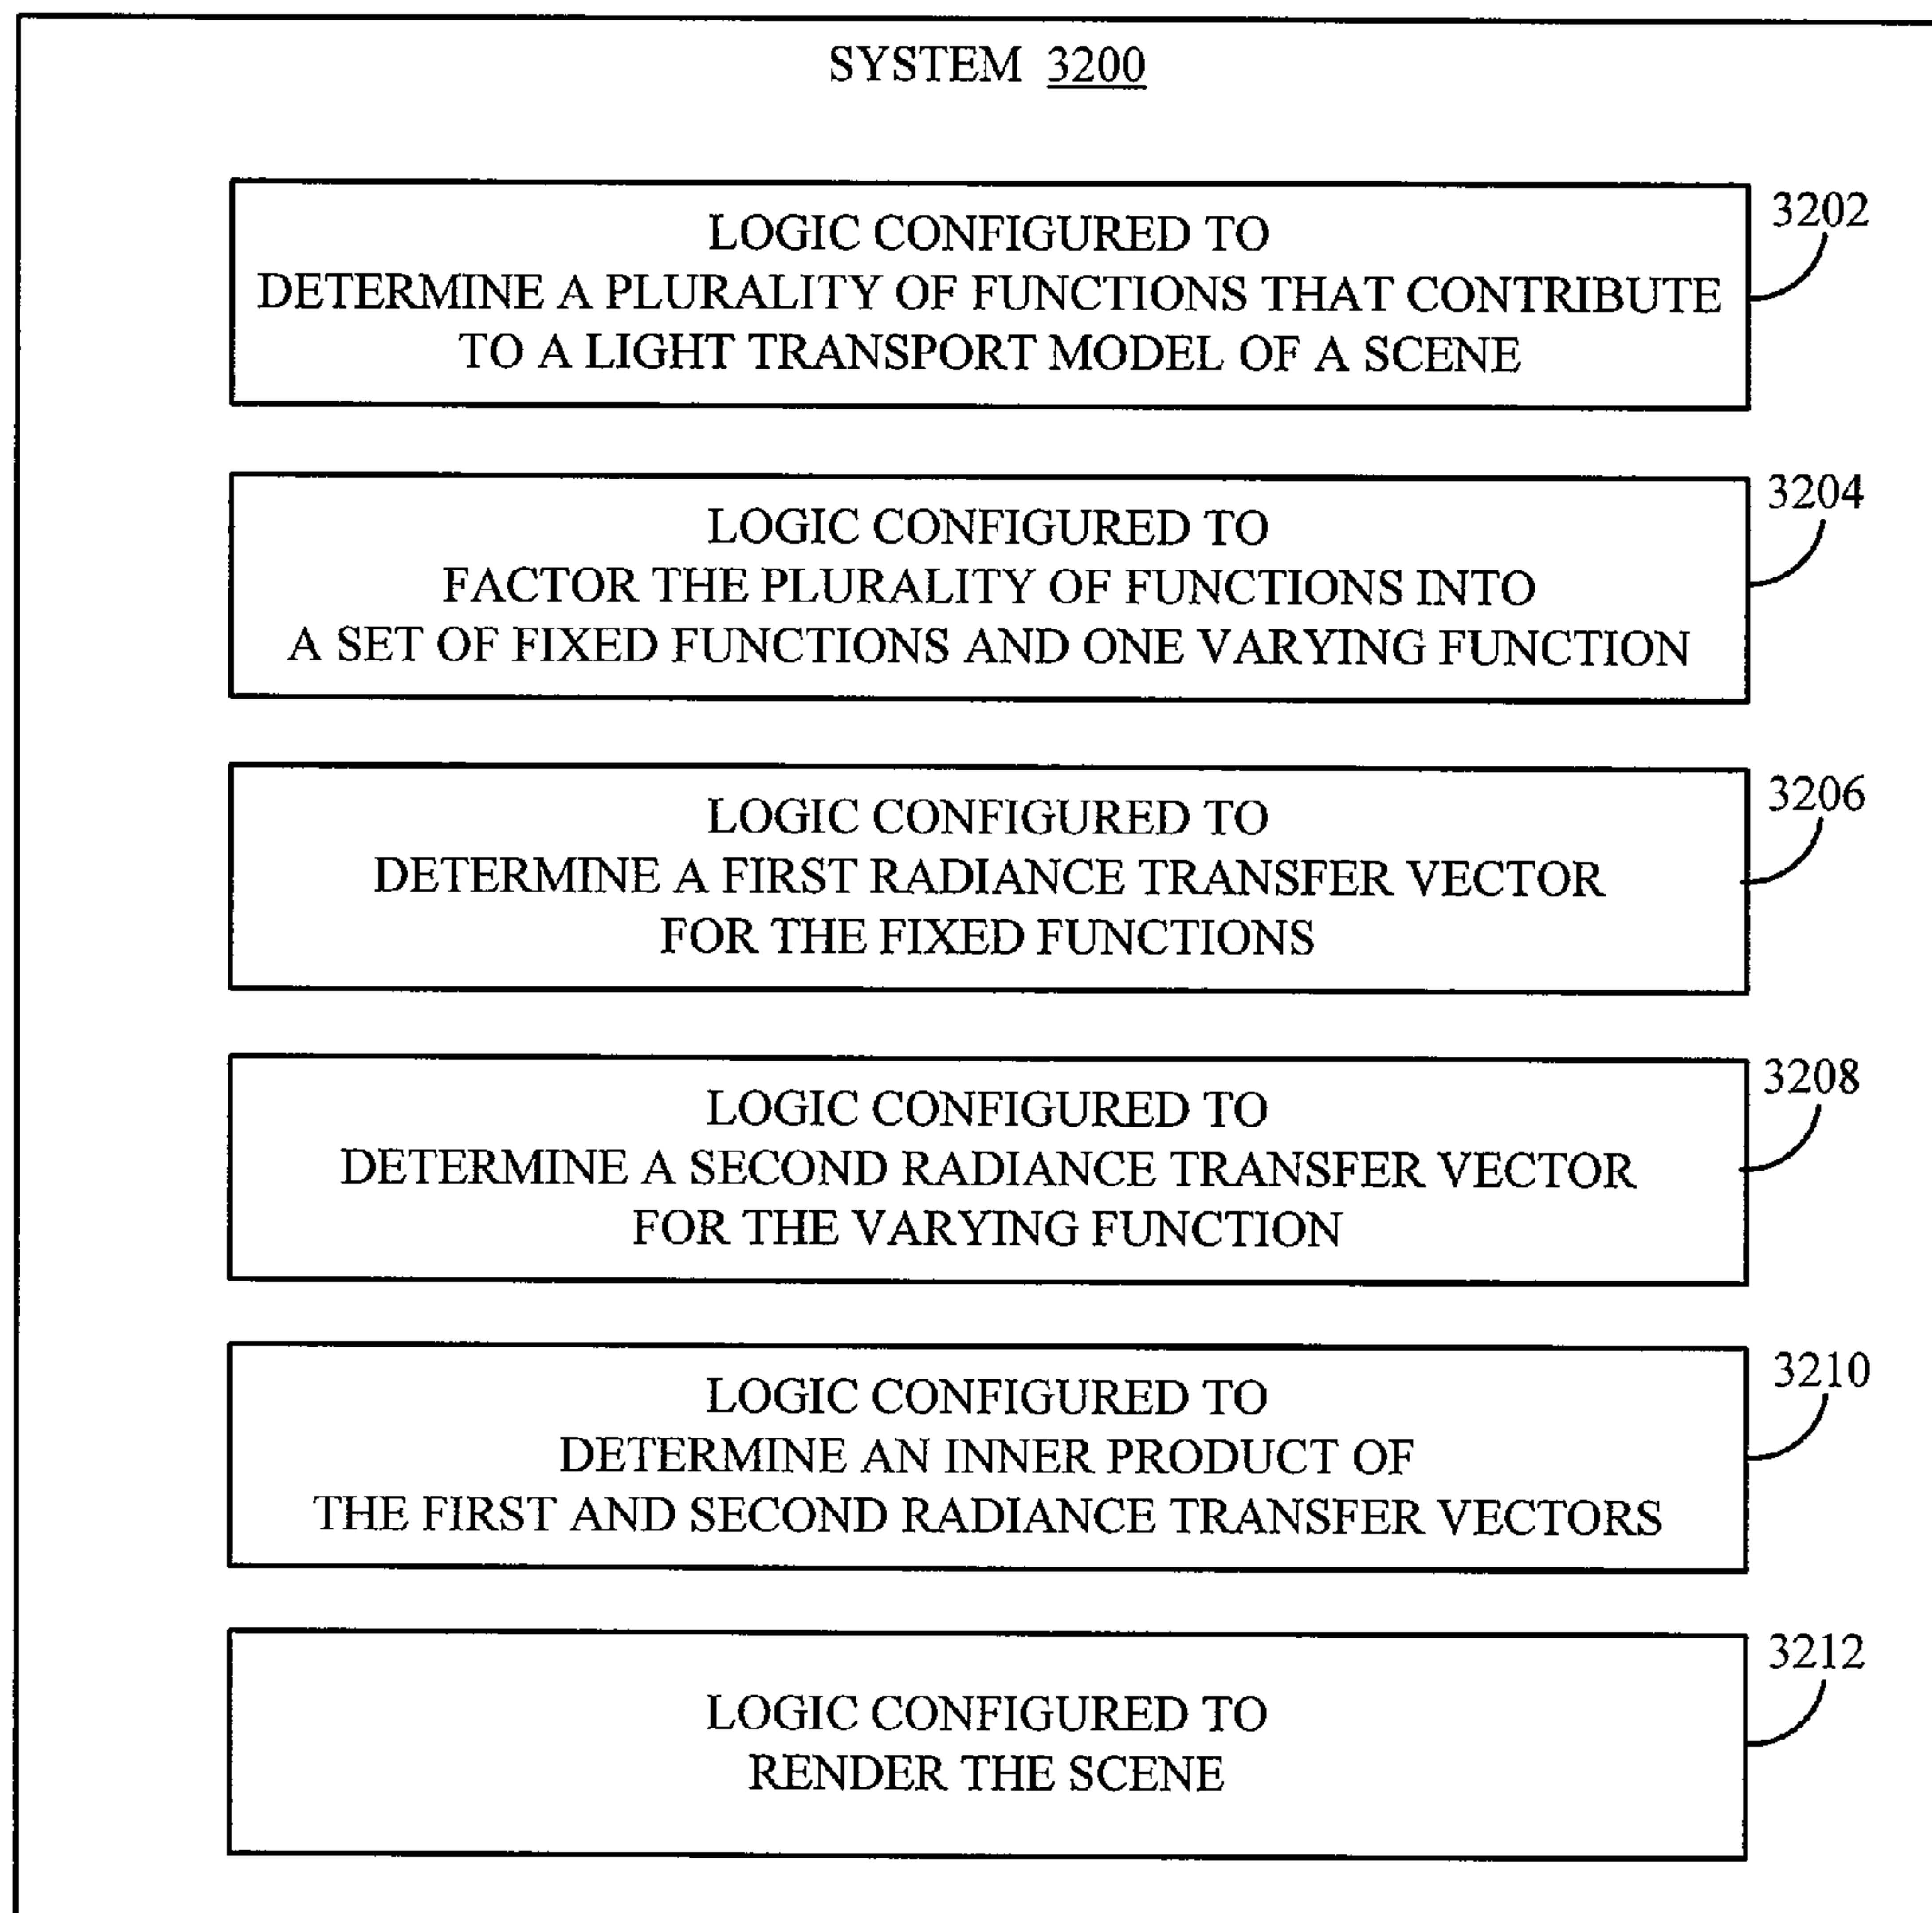 SYSTEM 3200
LOGIC CONFIGURED TO
DETERMINE A PLURALITY OF FUNCTIONS THAT CONTRIBUTE
TO A LIGHT TRANSPORT MODEL OF A SCENE
3202
LOGIC CONFIGURED TO
FACTOR THE PLURALITY OF FUNCTIONS INTO
A SET OF FIXED FUNCTIONS AND ONE VARYING FUNCTION
3204
LOGIC CONFIGURED TO
DETERMINE A FIRST RADIANCE TRANSFER VECTOR
FOR THE FIXED FUNCTIONS
3206
LOGIC CONFIGURED TO
DETERMINE A SECOND RADIANCE TRANSFER VECTOR
FOR THE VARYING FUNCTION
3208
LOGIC CONFIGURED TO
DETERMINE AN INNER PRODUCT OF
THE FIRST AND SECOND RADIANCE TRANSFER VECTORS
3210
LOGIC CONFIGURED TO
RENDER THE SCENE
3212